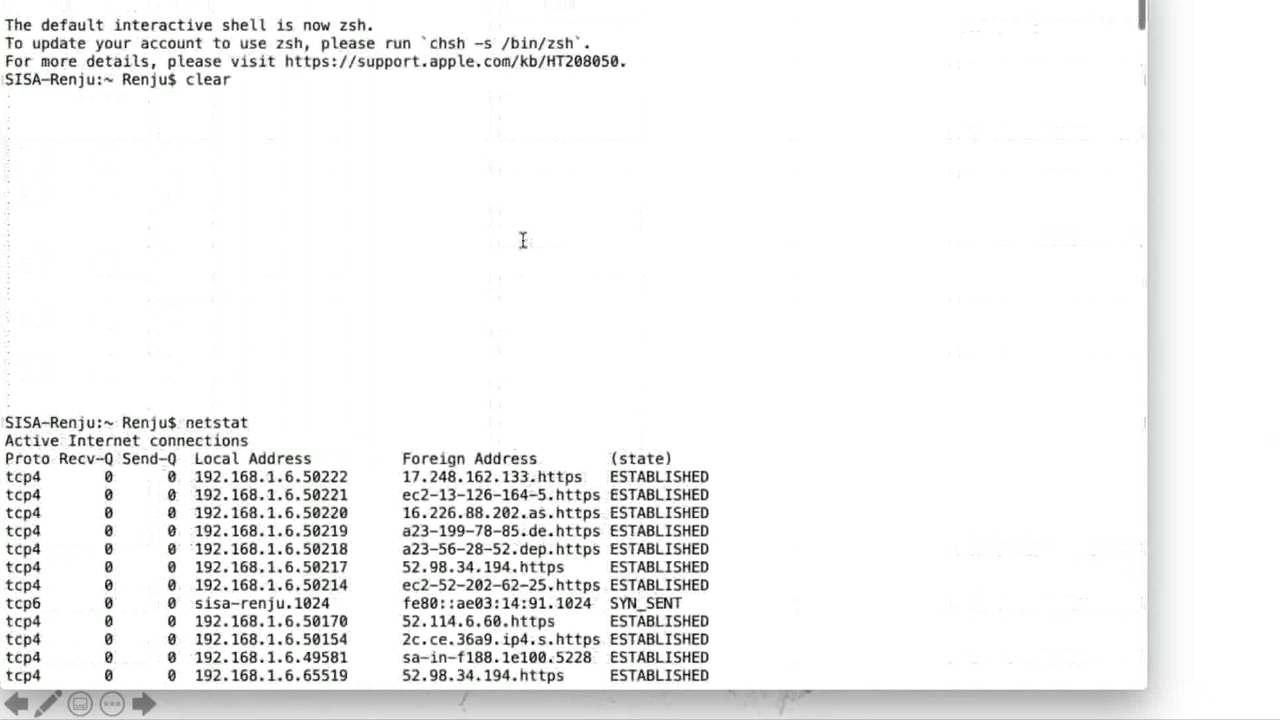 The default interactive shell is now zsh.
To update your account to use zsh, please run `chsh -s /bin/zsh`.
For more details, please visit https://support.apple.com/kb/HT208050.
SISA-Renju:~ Renju$ clear
SISA-Renju:~ Renju$ netstat
Active Internet connections
Proto Recv-Q Send-Q  Local Address          Foreign Address        (state)
tcp4       0      0  192.168.1.6.50222      17.248.162.133.https   ESTABLISHED
tcp4       0      0  192.168.1.6.50221      ec2-13-126-164-5.https ESTABLISHED
tcp4       0      0  192.168.1.6.50220      16.226.88.202.as.https ESTABLISHED
tcp4       0      0  192.168.1.6.50219      a23-199-78-85.de.https ESTABLISHED
tcp4       0      0  192.168.1.6.50218      a23-56-28-52.dep.https ESTABLISHED
tcp4       0      0  192.168.1.6.50217      52.98.34.194.https     ESTABLISHED
tcp4       0      0  192.168.1.6.50214      ec2-52-202-62-25.https ESTABLISHED
tcp6       0      0  sisa-renju.1024        fe80::ae03:14:91.1024  SYN_SENT
tcp4       0      0  192.168.1.6.50170      52.114.6.60.https      ESTABLISHED
tcp4       0      0  192.168.1.6.50154      2c.ce.36a9.ip4.s.https ESTABLISHED
tcp4       0      0  192.168.1.6.49581      sa-in-f188.1e100.5228  ESTABLISHED
tcp4       0      0  192.168.1.6.65519      52.98.34.194.https     ESTABLISHED